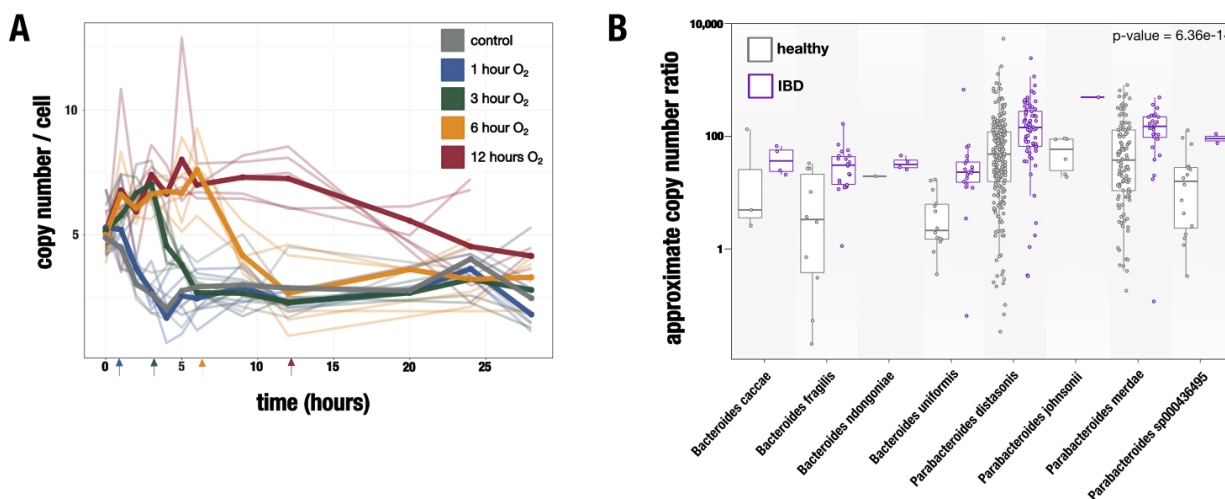 A
copy number / cell
10
5
control
1 hour O₂
3 hour O₂
6 hour O₂
12 hours O₂
0
5
10
15
20
25
time (hours)
B
approximate copy number ratio
10,000
100
1
healthy
IBD
p-value = 6.36e-14
Bacteroides caccae
Bacteroides fragilis
Bacteroides ndongoniae
Bacteroides uniformis
Parabacteroides distasonis
Parabacteroides johnsonii
Parabacteroides merdae
Parabacteroides sp000436495